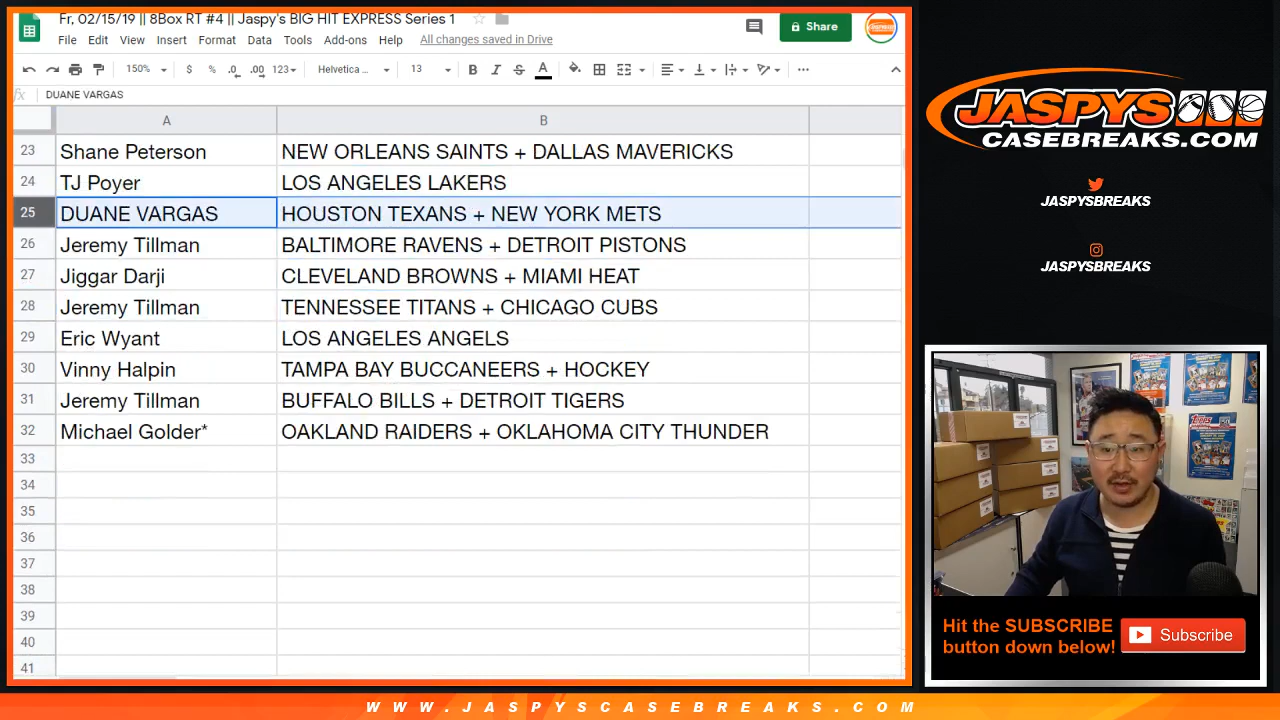 Fr, 02/15/19 || 8Box RT #4 || Jaspy's BIG HIT EXPRESS Series 1
File Edit View Insert Format Data Tools Add-ons Help All changes saved in Drive
Share
150% $ % .0 .00 123 Helvetica ... 13 B I S A
fx DUANE VARGAS
A B
23 Shane Peterson NEW ORLEANS SAINTS + DALLAS MAVERICKS
24 TJ Poyer LOS ANGELES LAKERS
25 DUANE VARGAS HOUSTON TEXANS + NEW YORK METS
26 Jeremy Tillman BALTIMORE RAVENS + DETROIT PISTONS
27 Jiggar Darji CLEVELAND BROWNS + MIAMI HEAT
28 Jeremy Tillman TENNESSEE TITANS + CHICAGO CUBS
29 Eric Wyant LOS ANGELES ANGELS
30 Vinny Halpin TAMPA BAY BUCCANEERS + HOCKEY
31 Jeremy Tillman BUFFALO BILLS + DETROIT TIGERS
32 Michael Golder* OAKLAND RAIDERS + OKLAHOMA CITY THUNDER
33
34
35
36
37
38
39
40
41
JASPYS
CASEBREAKS.COM
JASPYSBREAKS
JASPYSBREAKS
Topps
Hit the SUBSCRIBE
button down below!
Subscribe
WWW.JASPYSCASEBREAKS.COM